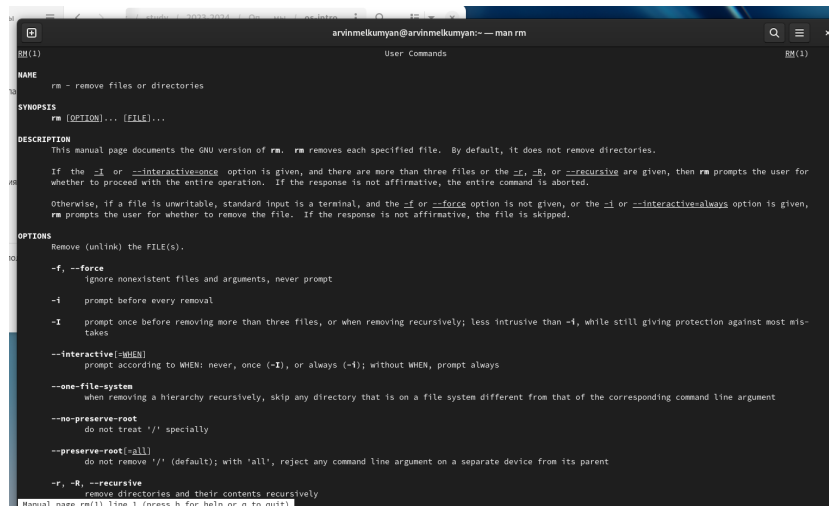 study / 2023-2024 / os-intro
arvinmelkumyan@arvinmelkumyan:~ — man rm
RM(1) User Commands RM(1)
NAME
rm - remove files or directories
SYNOPSIS
rm [OPTION]... [FILE]...
DESCRIPTION
This manual page documents the GNU version of rm. rm removes each specified file. By default, it does not remove directories.
If the -I or --interactive=once option is given, and there are more than three files or the -r, -R, or --recursive are given, then rm prompts the user for
whether to proceed with the entire operation. If the response is not affirmative, the entire command is aborted.
Otherwise, if a file is unwritable, standard input is a terminal, and the -f or --force option is not given, or the -i or --interactive=always option is given,
rm prompts the user for whether to remove the file. If the response is not affirmative, the file is skipped.
OPTIONS
Remove (unlink) the FILE(s).
-f, --force
ignore nonexistent files and arguments, never prompt
-i prompt before every removal
-I prompt once before removing more than three files, or when removing recursively; less intrusive than -i, while still giving protection against most mis-
takes
--interactive[=WHEN]
prompt according to WHEN: never, once (-I), or always (-i); without WHEN, prompt always
--one-file-system
when removing a hierarchy recursively, skip any directory that is on a file system different from that of the corresponding command line argument
--no-preserve-root
do not treat '/' specially
--preserve-root[=all]
do not remove '/' (default); with 'all', reject any command line argument on a separate device from its parent
-r, -R, --recursive
remove directories and their contents recursively
Manual page rm(1) line 1 (press h for help or q to quit)